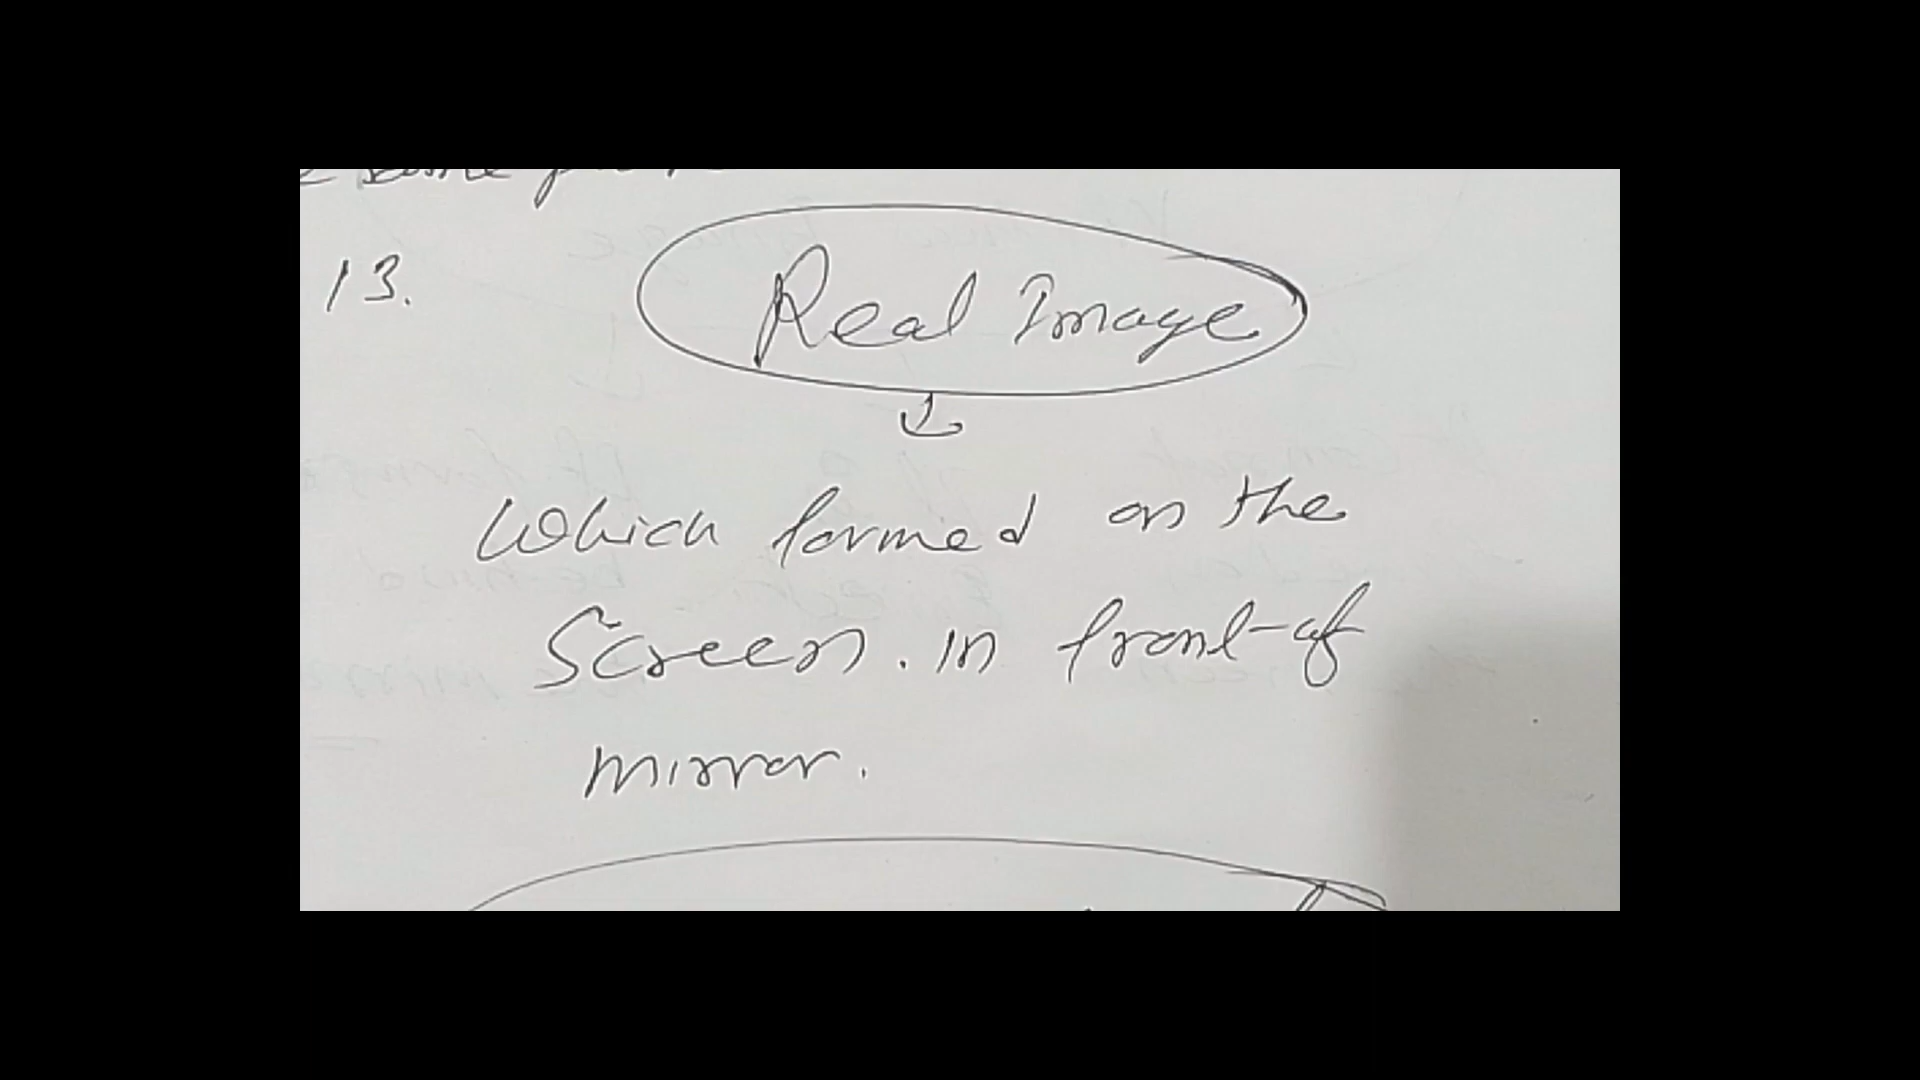 13.
Real Image
Which formed on the
Screen. in front of
mirror.